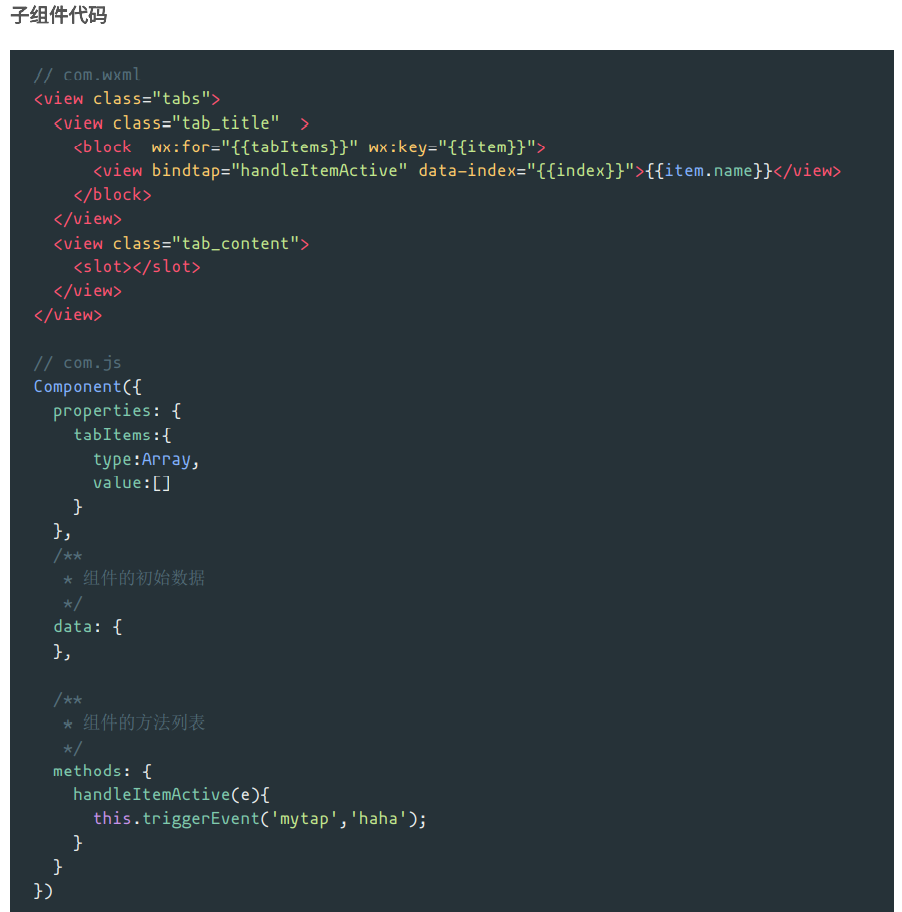 子组件代码
// com.wxml
<view class="tabs">
  <view class="tab_title"  >
    <block  wx:for="{{tabItems}}" wx:key="{{item}}">
      <view bindtap="handleItemActive" data-index="{{index}}">{{item.name}}</view>
    </block>
  </view>
  <view class="tab_content">
    <slot></slot>
  </view>
</view>

// com.js
Component({
  properties: {
    tabItems:{
      type:Array,
      value:[]
    }
  },
  /**
   * 组件的初始数据
   */
  data: {
  },

  /**
   * 组件的方法列表
   */
  methods: {
    handleItemActive(e){
      this.triggerEvent('mytap','haha');
    }
  }
})